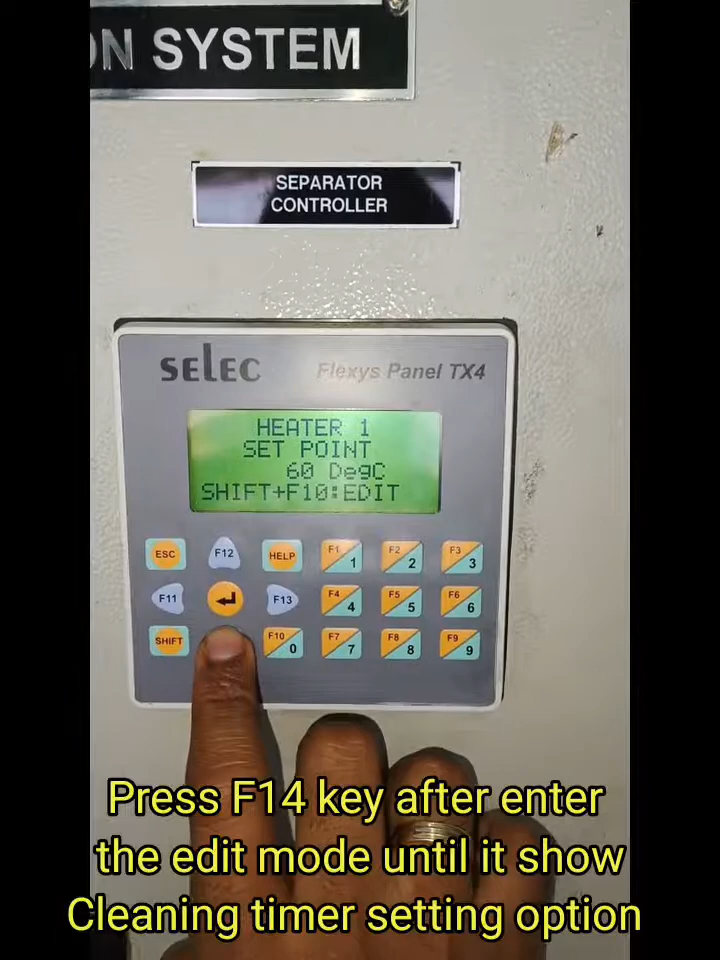 ON SYSTEM
SEPARATOR
CONTROLLER
SELEC Flexys Panel TX4
HEATER 1
SET POINT
60 DegC
SHIFT+F10:EDIT
ESC F12 HELP F1 1 F2 2 F3 3
F11 F13 F4 4 F5 5 F6 6
SHIFT F10 0 F7 7 F8 8 F9 9
Press F14 key after enter
the edit mode until it show
Cleaning timer setting option